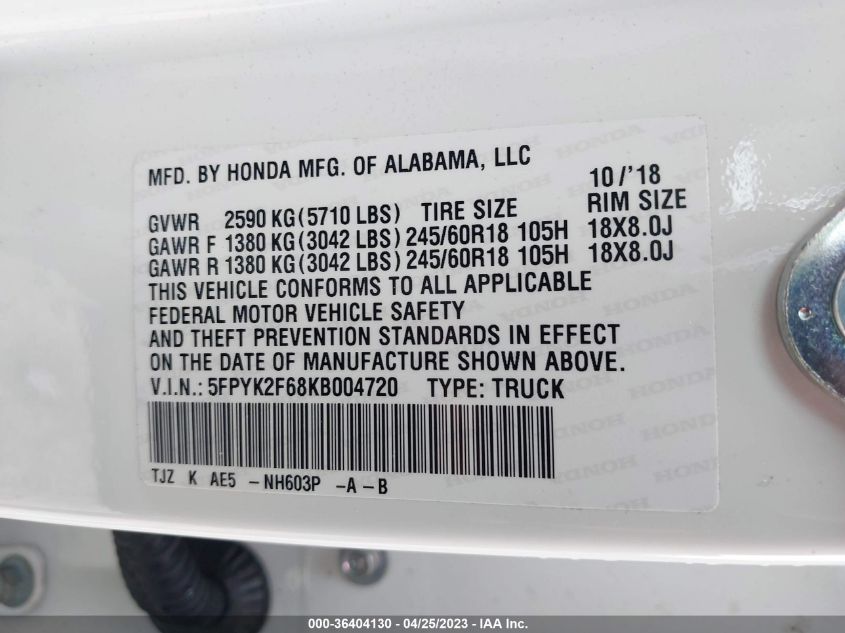 MFD. BY HONDA MFG. OF ALABAMA, LLC 10/'18
GVWR 2590 KG(5710 LBS) TIRE SIZE RIM SIZE
GAWR F 1380 KG(3042 LBS) 245/60R18 105H 18X8.0J
GAWR R 1380 KG(3042 LBS) 245/60R18 105H 18X8.0J
THIS VEHICLE CONFORMS TO ALL APPLICABLE
FEDERAL MOTOR VEHICLE SAFETY
AND THEFT PREVENTION STANDARDS IN EFFECT
ON THE DATE OF MANUFACTURE SHOWN ABOVE.
V.I.N.: 5FPYK2F68KB004720 TYPE: TRUCK
TJZ K AE5 -NH603P -A-B
HONDA HONDA HONDA
000-36404130 - 04/25/2023 - IAA Inc.